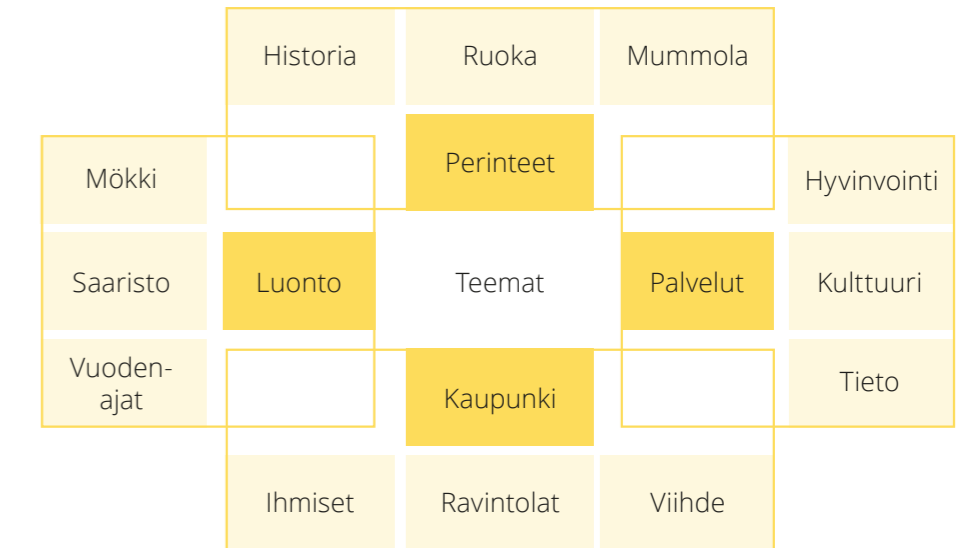 Historia
Ruoka
Mummola
Perinteet
Mökki
Hyvinvointi
Saaristo
Luonto
Teemat
Palvelut
Kulttuuri
Vuoden-
ajat
Kaupunki
Tieto
Ihmiset
Ravintolat
Viihde